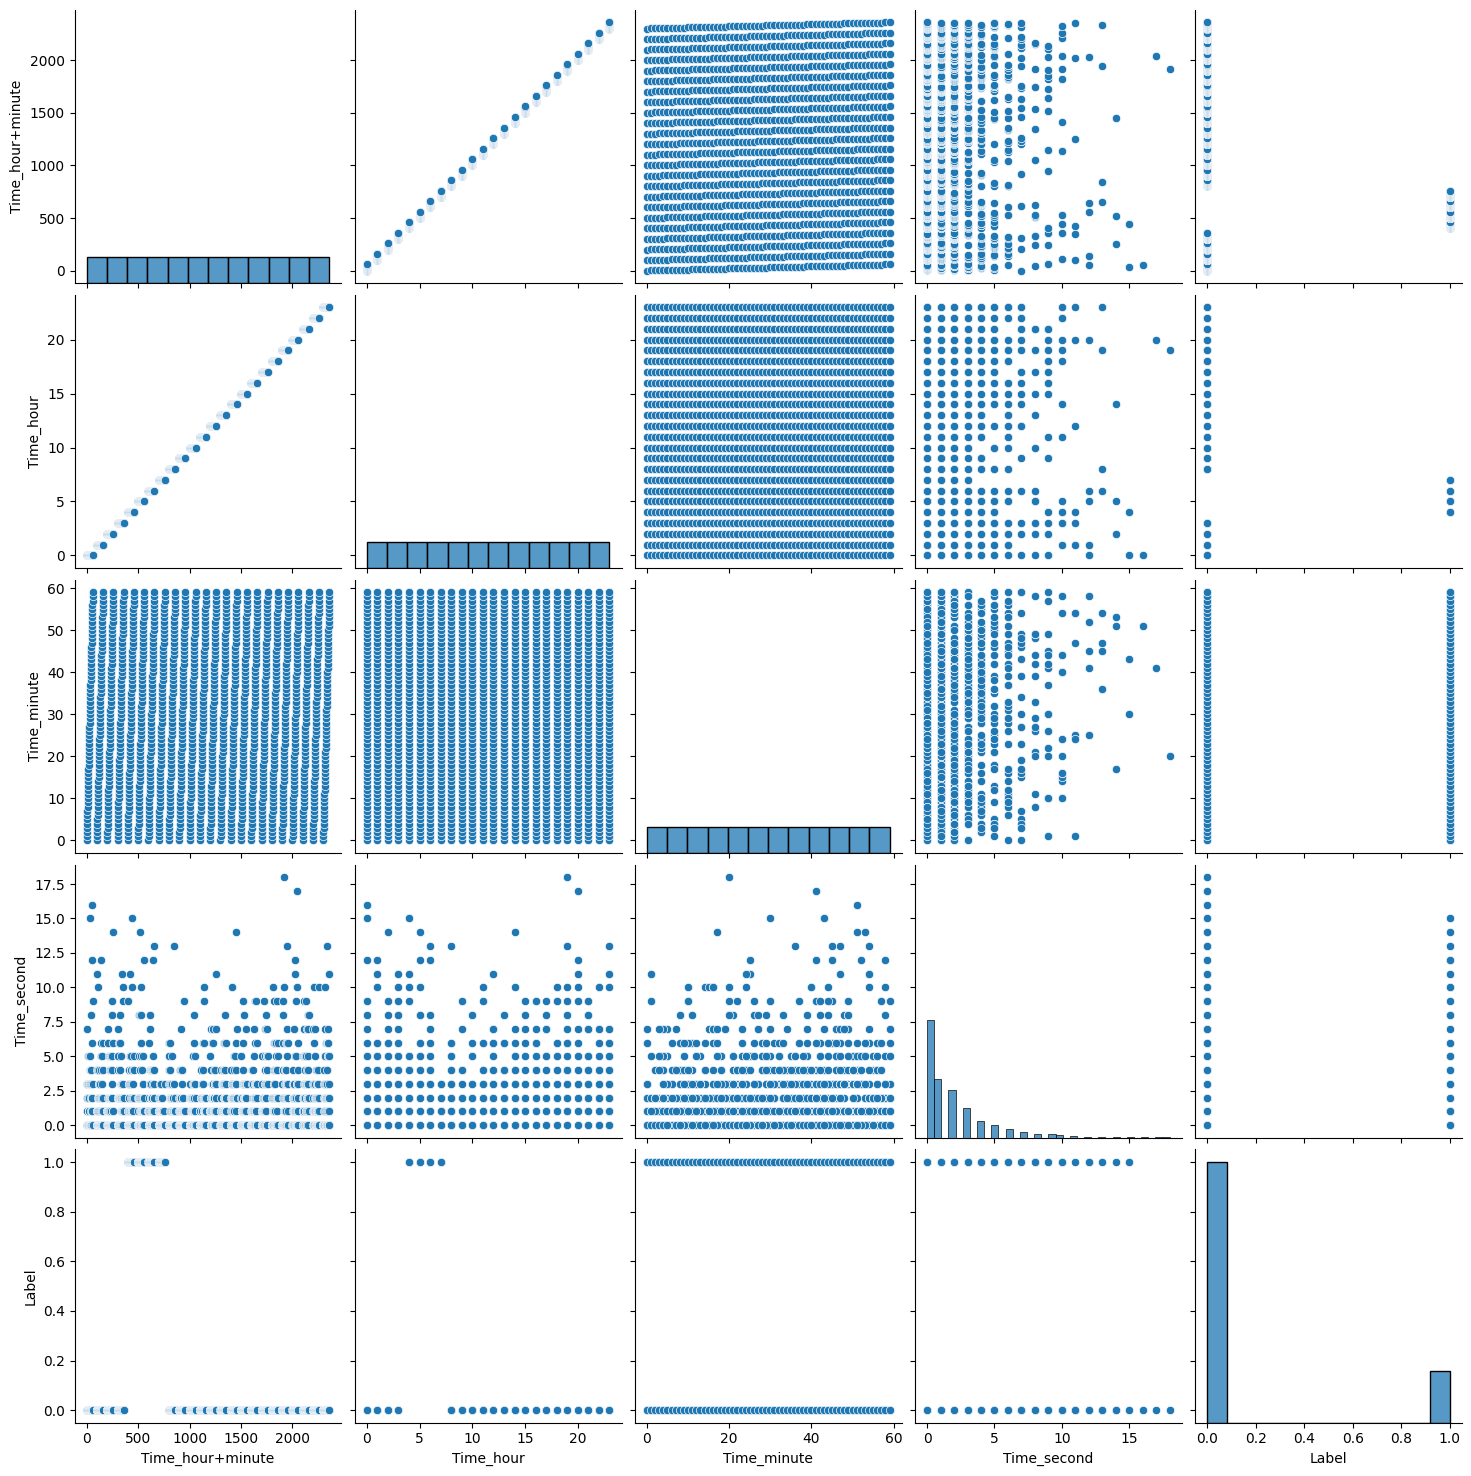 Time_hour+minute
2000
1500
1000
500
0
Time_hour
20
15
10
5
0
Time_minute
60
50
40
30
20
10
0
Time_second
17.5
15.0
12.5
10.0
7.5
5.0
2.5
0.0
Label
1.0
0.8
0.6
0.4
0.2
0.0
0 500 1000 1500 2000
Time_hour+minute
0 5 10 15 20
Time_hour
0 20 40 60
Time_minute
0 5 10 15
Time_second
0.0 0.2 0.4 0.6 0.8 1.0
Label